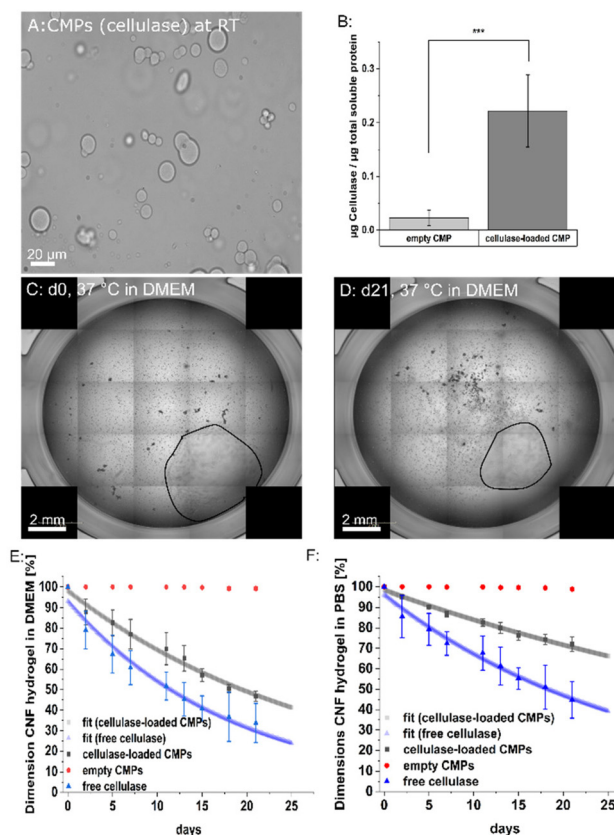 A:CMPs (cellulase) at RT
20 µm
B:
***
µg Cellulase / µg total soluble protein
0.3
0.2
0.1
0.0
empty CMP
cellulase-loaded CMP
C: d0, 37 °C in DMEM
2 mm
D: d21, 37 °C in DMEM
2 mm
E:
Dimension CNF hydrogel in DMEM [%]
100
90
80
70
60
50
40
30
20
10
0
fit (cellulase-loaded CMPs)
fit (free cellulase)
cellulase-loaded CMPs
empty CMPs
free cellulase
0 5 10 15 20 25
days
F:
Dimensions CNF hydrogel in PBS [%]
100
90
80
70
60
50
40
30
20
10
0
fit (cellulase-loaded CMPs)
fit (free cellulase)
cellulase-loaded CMPs
empty CMPs
free cellulase
0 5 10 15 20 25
days